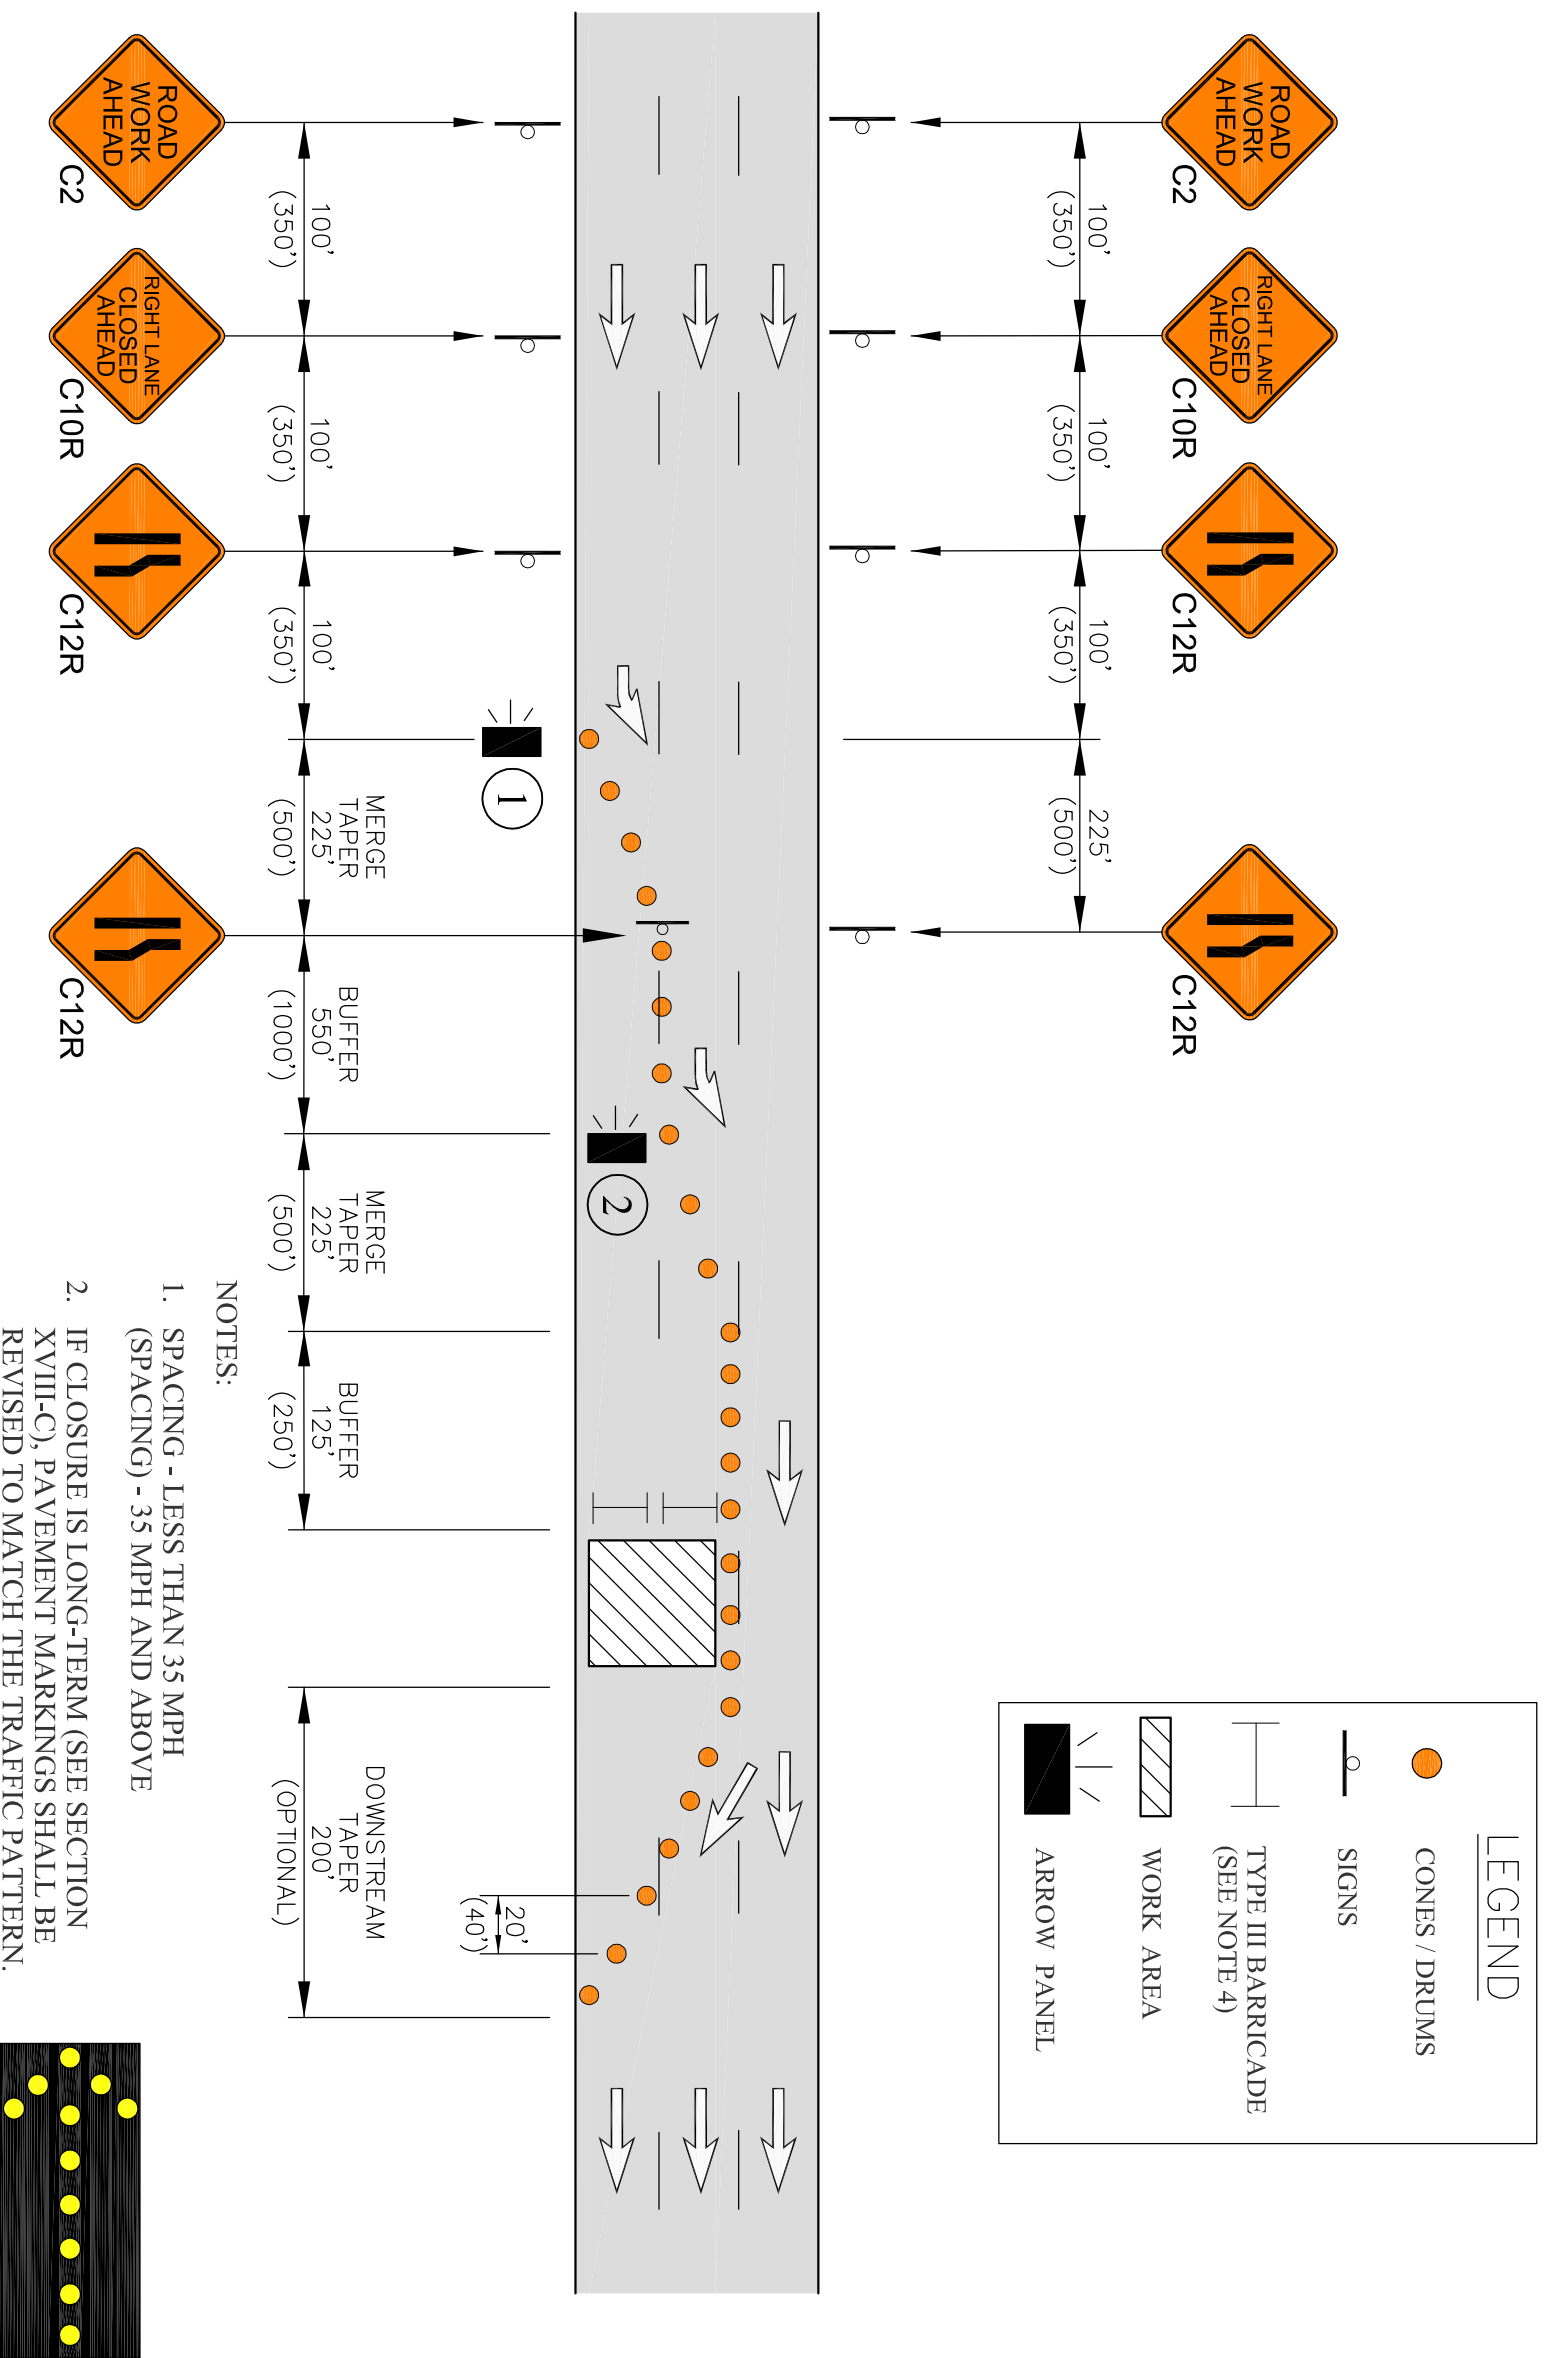 ROAD
WORK
AHEAD
C2
RIGHT LANE
CLOSED
AHEAD
C10R
C12R
C12R
100'
(350')
100'
(350')
100'
(350')
225'
(500')
LEGEND
CONES / DRUMS
SIGNS
TYPE III BARRICADE
(SEE NOTE 4)
WORK AREA
ARROW PANEL
1
2
20'
(40')
100'
(350')
100'
(350')
100'
(350')
MERGE
TAPER
225'
(500')
BUFFER
550'
(1000')
MERGE
TAPER
225'
(500')
BUFFER
125'
(250')
DOWNSTREAM
TAPER
200'
(OPTIONAL)
ROAD
WORK
AHEAD
C2
RIGHT LANE
CLOSED
AHEAD
C10R
C12R
C12R
NOTES:
1. SPACING - LESS THAN 35 MPH
(SPACING) - 35 MPH AND ABOVE
2. IF CLOSURE IS LONG-TERM (SEE SECTION
XVIII-C), PAVEMENT MARKINGS SHALL BE
REVISED TO MATCH THE TRAFFIC PATTERN.